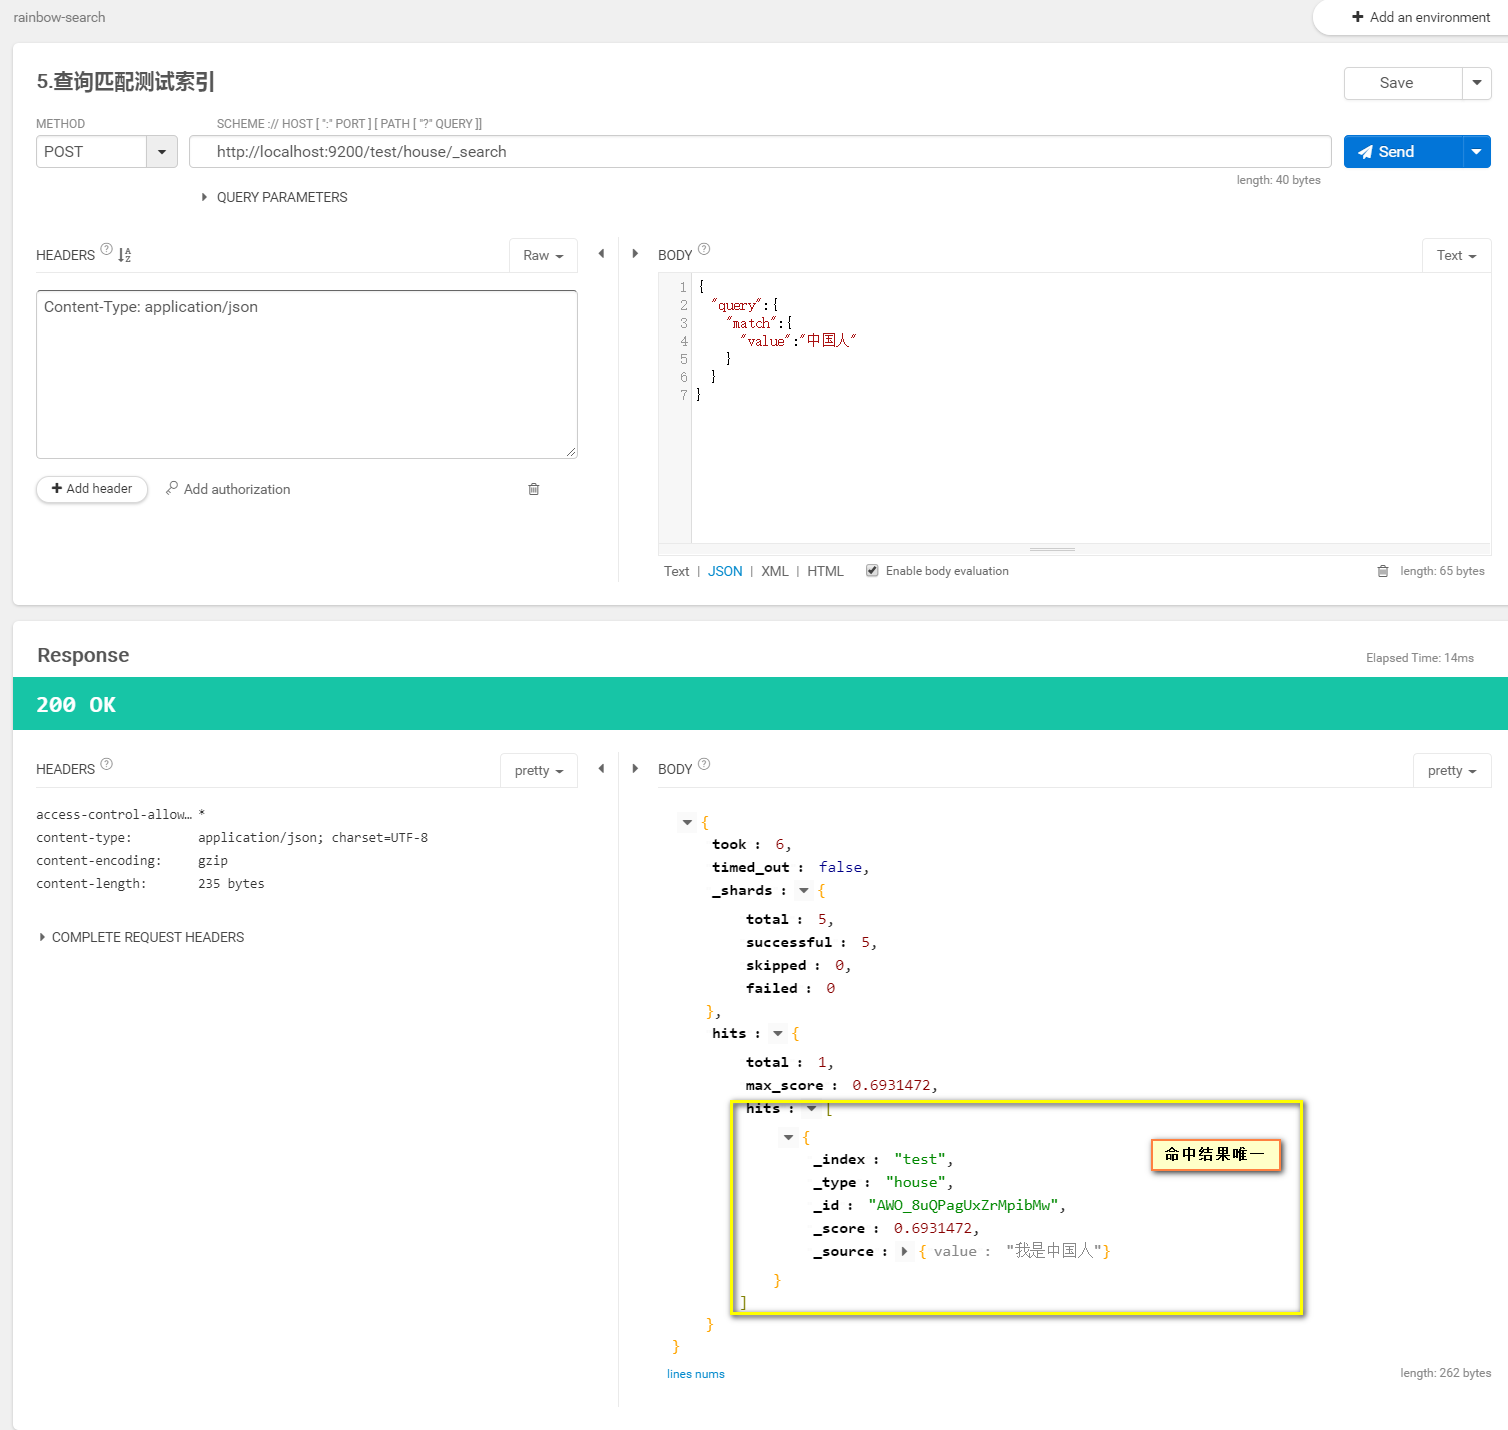 rainbow-search
Add an environment
5.查询匹配测试索引
Save
METHOD
SCHEME :// HOST [ ":" PORT ] [ PATH [ "?" QUERY ]]
POST
http://localhost:9200/test/house/_search
Send
length: 40 bytes
QUERY PARAMETERS
HEADERS ?
Raw
BODY ?
Text
Content-Type: application/json
1 {
2 "query":{
3 "match":{
4 "value":"中国人"
5 }
6 }
7 }
Add header
Add authorization
Text | JSON | XML | HTML
Enable body evaluation
length: 65 bytes
Response
Elapsed Time: 14ms
200 OK
HEADERS ?
pretty
BODY ?
pretty
access-control-allow… *
content-type: application/json; charset=UTF-8
content-encoding: gzip
content-length: 235 bytes
COMPLETE REQUEST HEADERS
{
took : 6,
timed_out : false,
_shards : {
total : 5,
successful : 5,
skipped : 0,
failed : 0
},
hits : {
total : 1,
max_score : 0.6931472,
hits : [
{
_index : "test",
命中结果唯一
_type : "house",
_id : "AWO_8uQPagUxZrMpibMw",
_score : 0.6931472,
_source : { value : "我是中国人"}
}
]
}
}
lines nums
length: 262 bytes